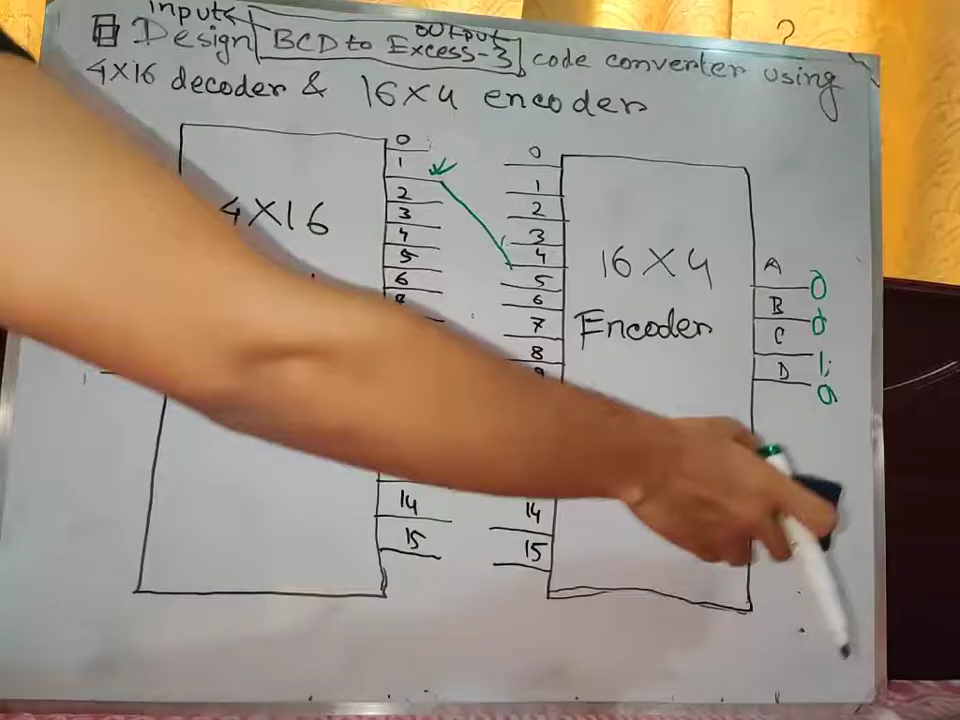 input
output
?
Design BCD to Excess-3 code converter using
4X16 decoder & 16X4 encoder
4X16
0
1
2
3
4
5
6
14
15
0
1
2
3
4
5
6
7
8
9
14
15
16X4
Encoder
A 0
B 0
C 1
D 0